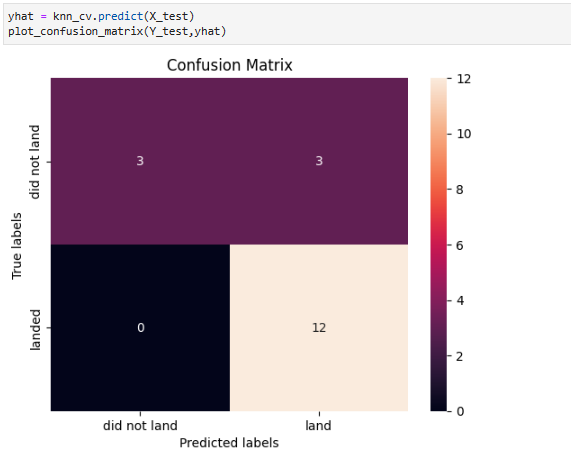 yhat = knn_cv.predict(X_test)
plot_confusion_matrix(Y_test,yhat)
Confusion Matrix
True labels
did not land
landed
3
3
0
12
did not land
land
Predicted labels
12
10
8
6
4
2
0